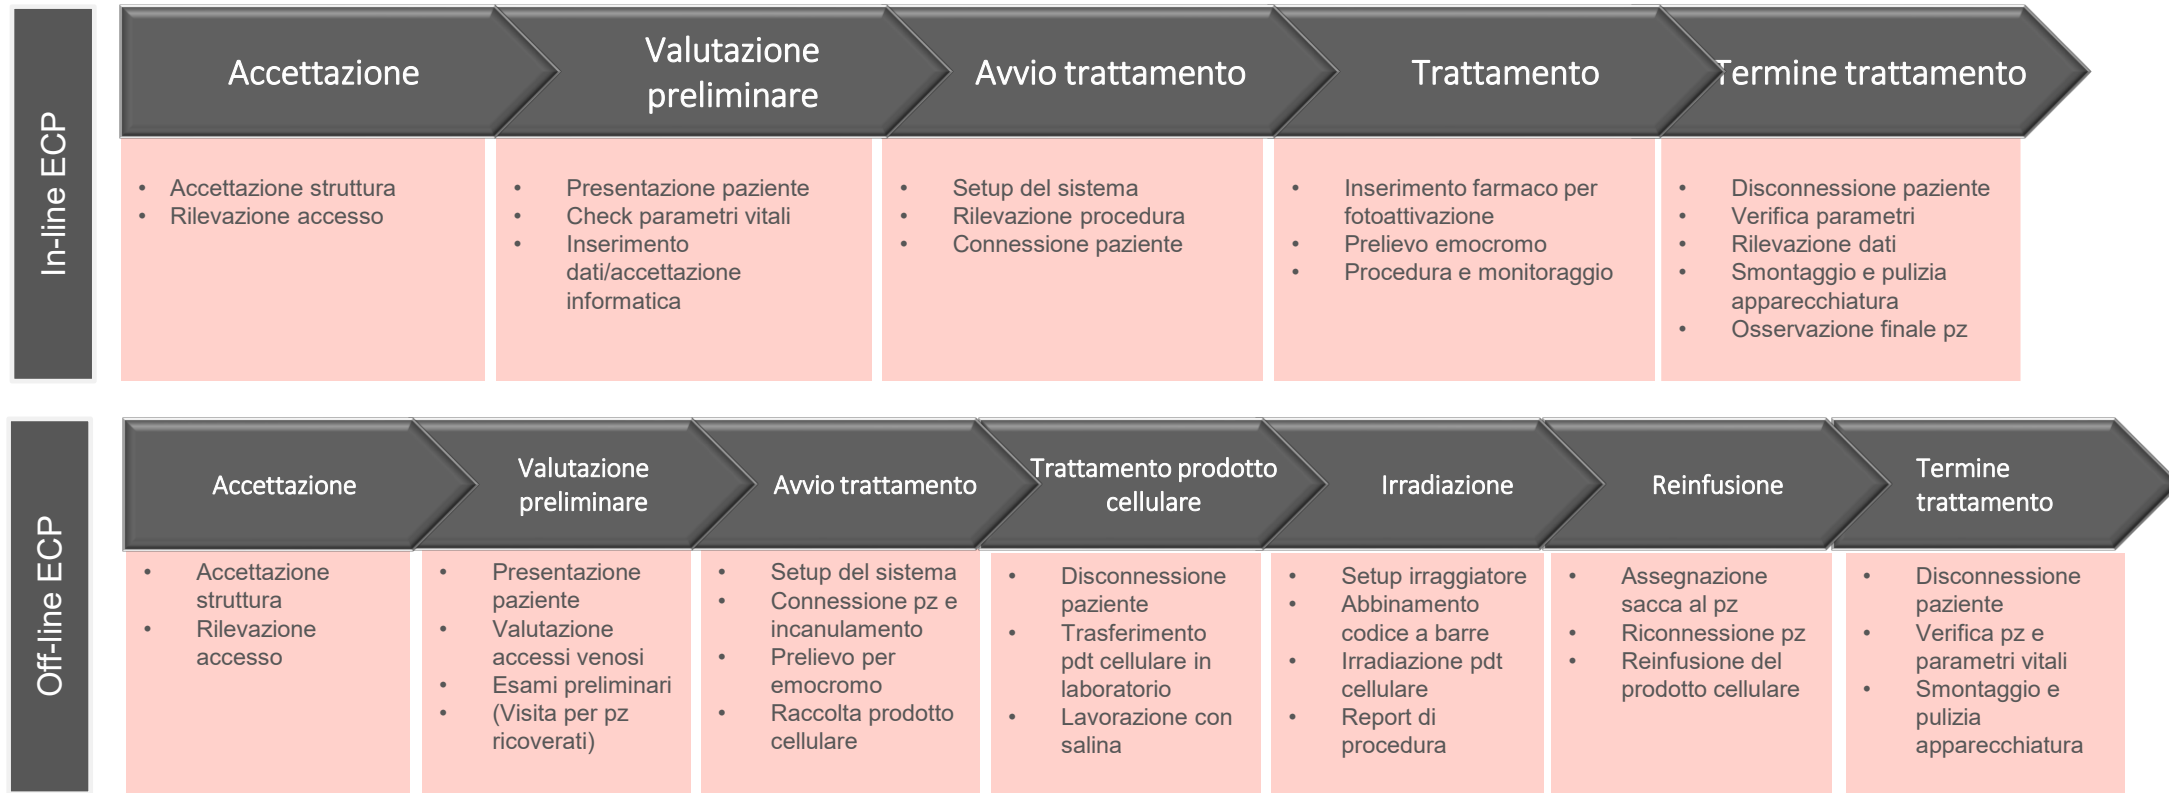 In-line ECP
Accettazione
Valutazione
preliminare
Avvio trattamento
Trattamento
Termine trattamento
• Accettazione struttura
• Rilevazione accesso
• Presentazione paziente
• Check parametri vitali
• Inserimento
dati/accettazione
informatica
• Setup del sistema
• Rilevazione procedura
• Connessione paziente
• Inserimento farmaco per
fotoattivazione
• Prelievo emocromo
• Procedura e monitoraggio
• Disconnessione paziente
• Verifica parametri
• Rilevazione dati
• Smontaggio e pulizia
apparecchiatura
• Osservazione finale pz
Off-line ECP
Accettazione
Valutazione
preliminare
Avvio trattamento
Trattamento prodotto
cellulare
Irradiazione
Reinfusione
Termine
trattamento
• Accettazione
struttura
• Rilevazione
accesso
• Presentazione
paziente
• Valutazione
accessi venosi
• Esami preliminari
• (Visita per pz
ricoverati)
• Setup del sistema
• Connessione pz e
incanulamento
• Prelievo per
emocromo
• Raccolta prodotto
cellulare
• Disconnessione
paziente
• Trasferimento
pdt cellulare in
laboratorio
• Lavorazione con
salina
• Setup irraggiatore
• Abbinamento
codice a barre
• Irradiazione pdt
cellulare
• Report di
procedura
• Assegnazione
sacca al pz
• Riconnessione pz
• Reinfusione del
prodotto cellulare
• Disconnessione
paziente
• Verifica pz e
parametri vitali
• Smontaggio e
pulizia
apparecchiatura